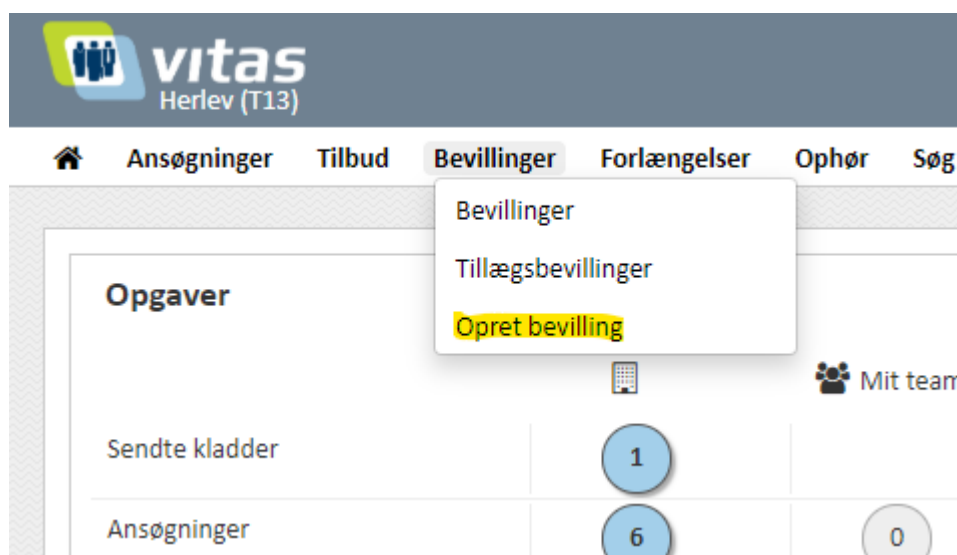 vitas
Herlev (T13)
Ansøgninger Tilbud Bevillinger Forlængelser Ophør Søg
Bevillinger
Tillægsbevillinger
Opret bevilling
Opgaver
Mit team
Sendte kladder 1
Ansøgninger 6 0